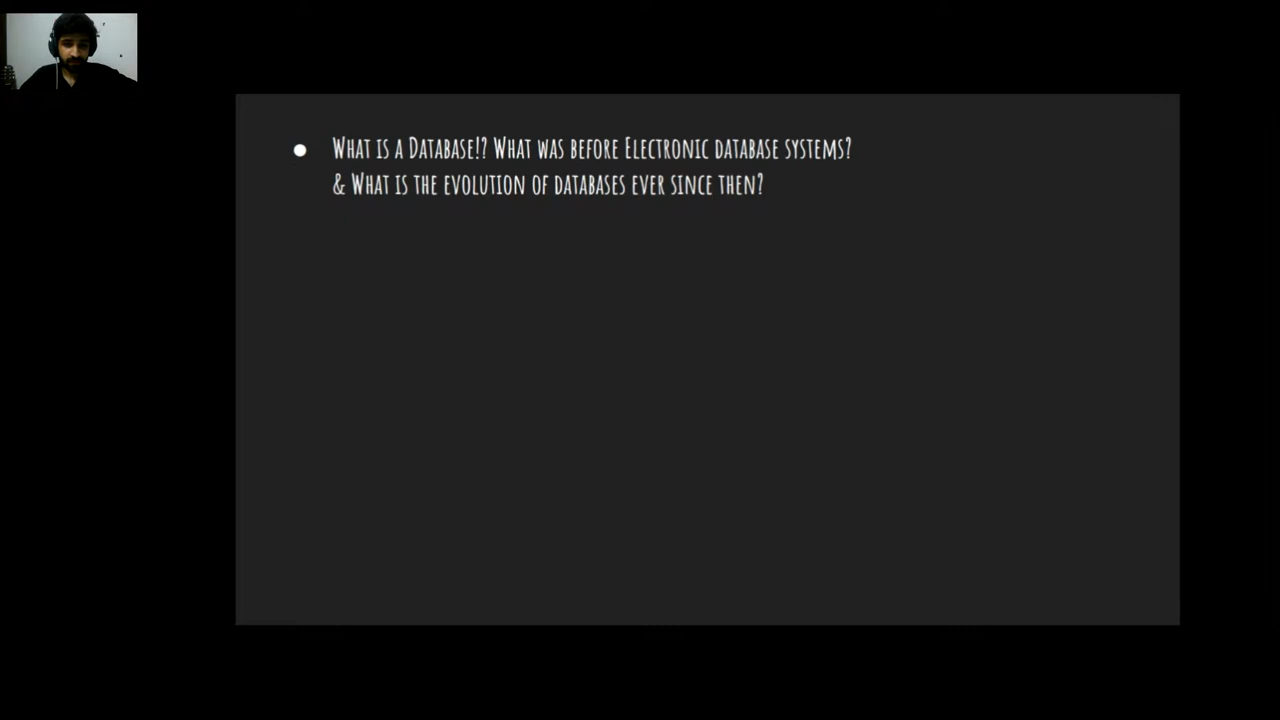 What is a Database!? What was before Electronic database systems?
& What is the evolution of databases ever since then?